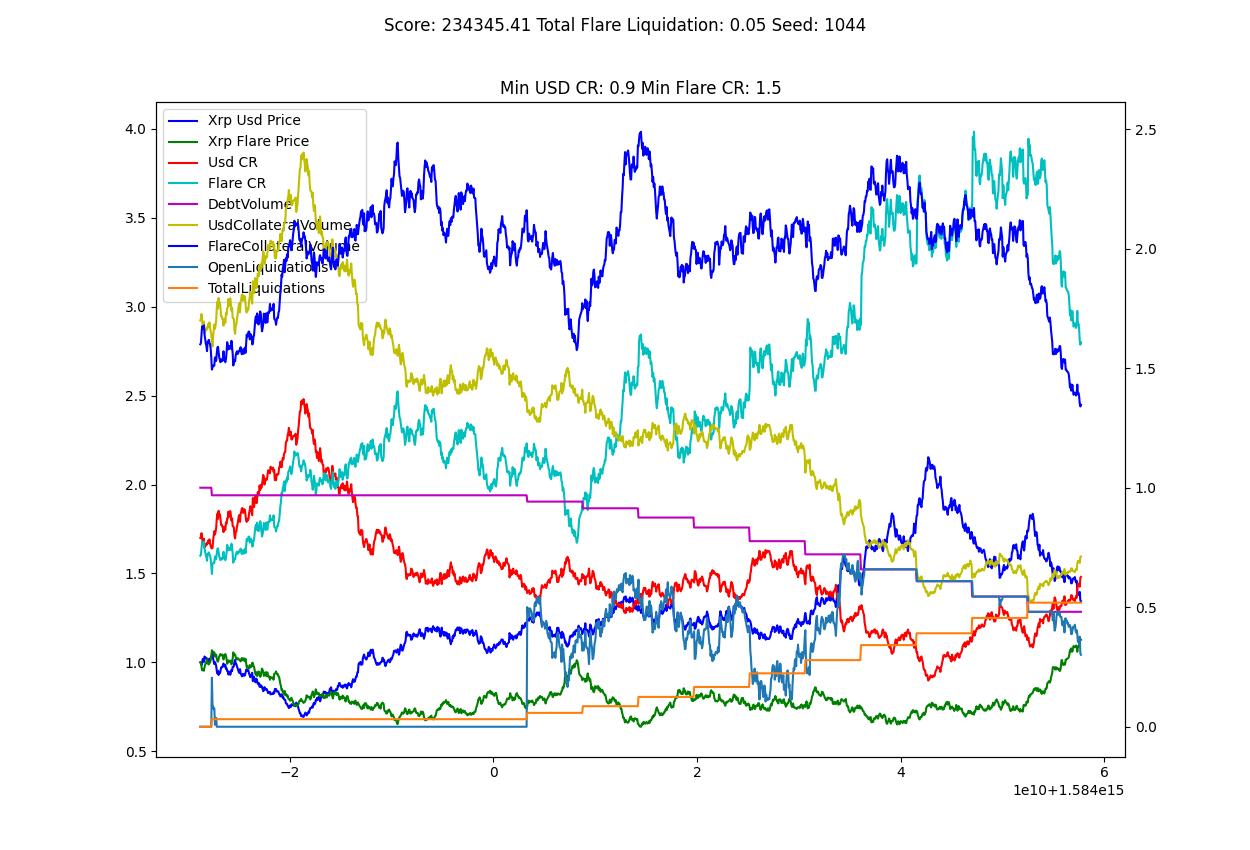 Score: 234345.41 Total Flare Liquidation: 0.05 Seed: 1044
Min USD CR: 0.9 Min Flare CR: 1.5
Xrp Usd Price
Xrp Flare Price
Usd CR
Flare CR
DebtVolume
UsdCollateralVolume
FlareCollateralVolume
OpenLiquidations
TotalLiquidations
4.0
3.5
3.0
2.5
2.0
1.5
1.0
0.5
2.5
2.0
1.5
1.0
0.5
0.0
−2
0
2
4
6
1e10+1.584e15